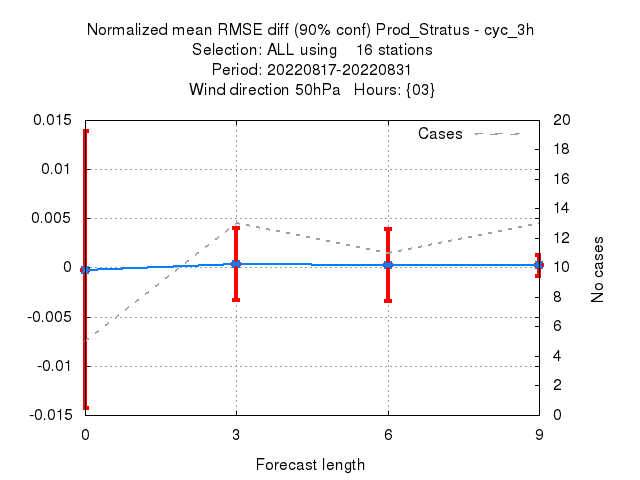 Normalized mean RMSE diff (90% conf) Prod_Stratus - cyc_3h
Selection: ALL using 16 stations
Period: 20220817-20220831
Wind direction 50hPa Hours: {03}
Cases
0.015
0.01
0.005
0
-0.005
-0.01
-0.015
20
18
16
14
12
10
8
6
4
2
0
No cases
0 3 6 9
Forecast length